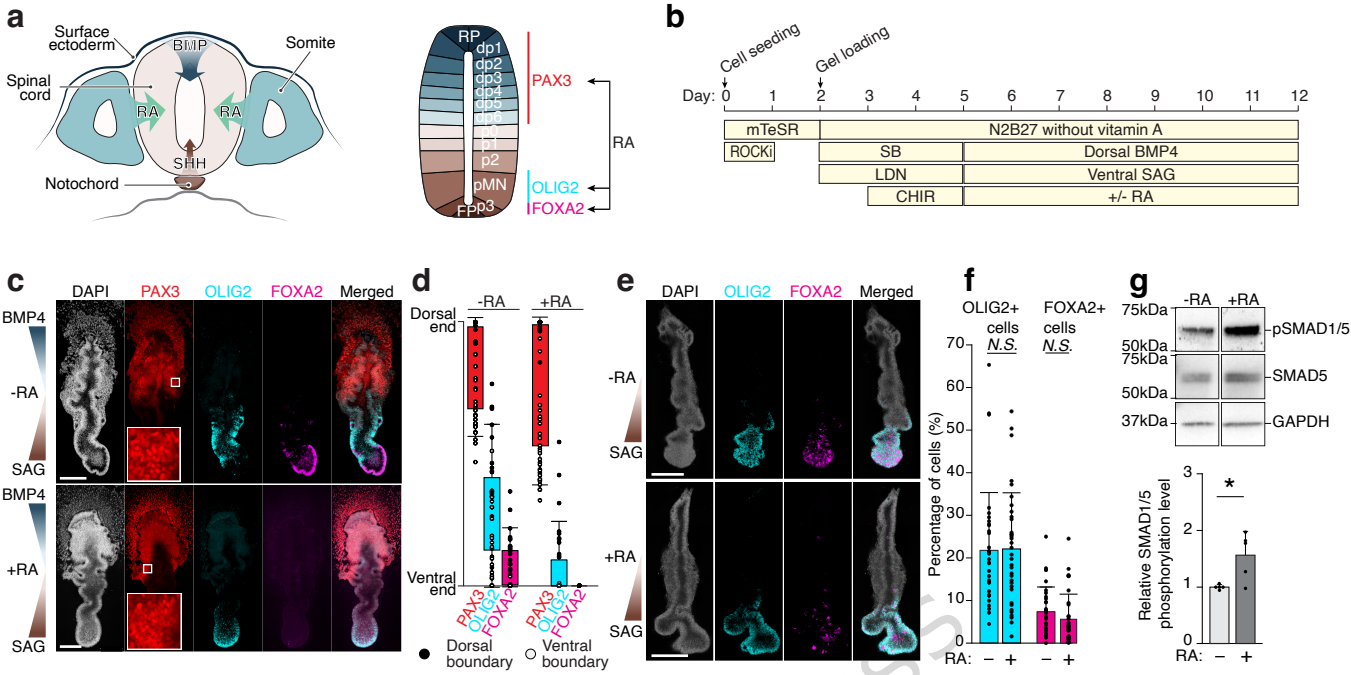 a
Surface
ectoderm
BMP
Somite
Spinal
cord
RA
RA
SHH
Notochord
RP
dp1
dp2
dp3
dp4
dp5
dp6
p0
p1
p2
pMN
p3
FP
PAX3
RA
OLIG2
FOXA2
b
Cell seeding
Gel loading
Day: 0 1 2 3 4 5 6 7 8 9 10 11 12
mTeSR
N2B27 without vitamin A
ROCKi
SB
Dorsal BMP4
LDN
Ventral SAG
CHIR
+/- RA
c
DAPI PAX3 OLIG2 FOXA2 Merged
BMP4
-RA
SAG
BMP4
+RA
SAG
d
-RA +RA
Dorsal
end
Ventral
end
PAX3
OLIG2
FOXA2
PAX3
OLIG2
FOXA2
Dorsal
boundary
Ventral
boundary
e
DAPI OLIG2 FOXA2 Merged
-RA
SAG
+RA
SAG
f
OLIG2+
cells
N.S.
FOXA2+
cells
N.S.
Percentage of cells (%)
70
60
50
40
30
20
10
0
RA: – + – +
g
-RA +RA
75kDa
pSMAD1/5
50kDa
75kDa
SMAD5
50kDa
37kDa
GAPDH
Relative SMAD1/5
phosphorylation level
3
2
1
0
*
RA: – +